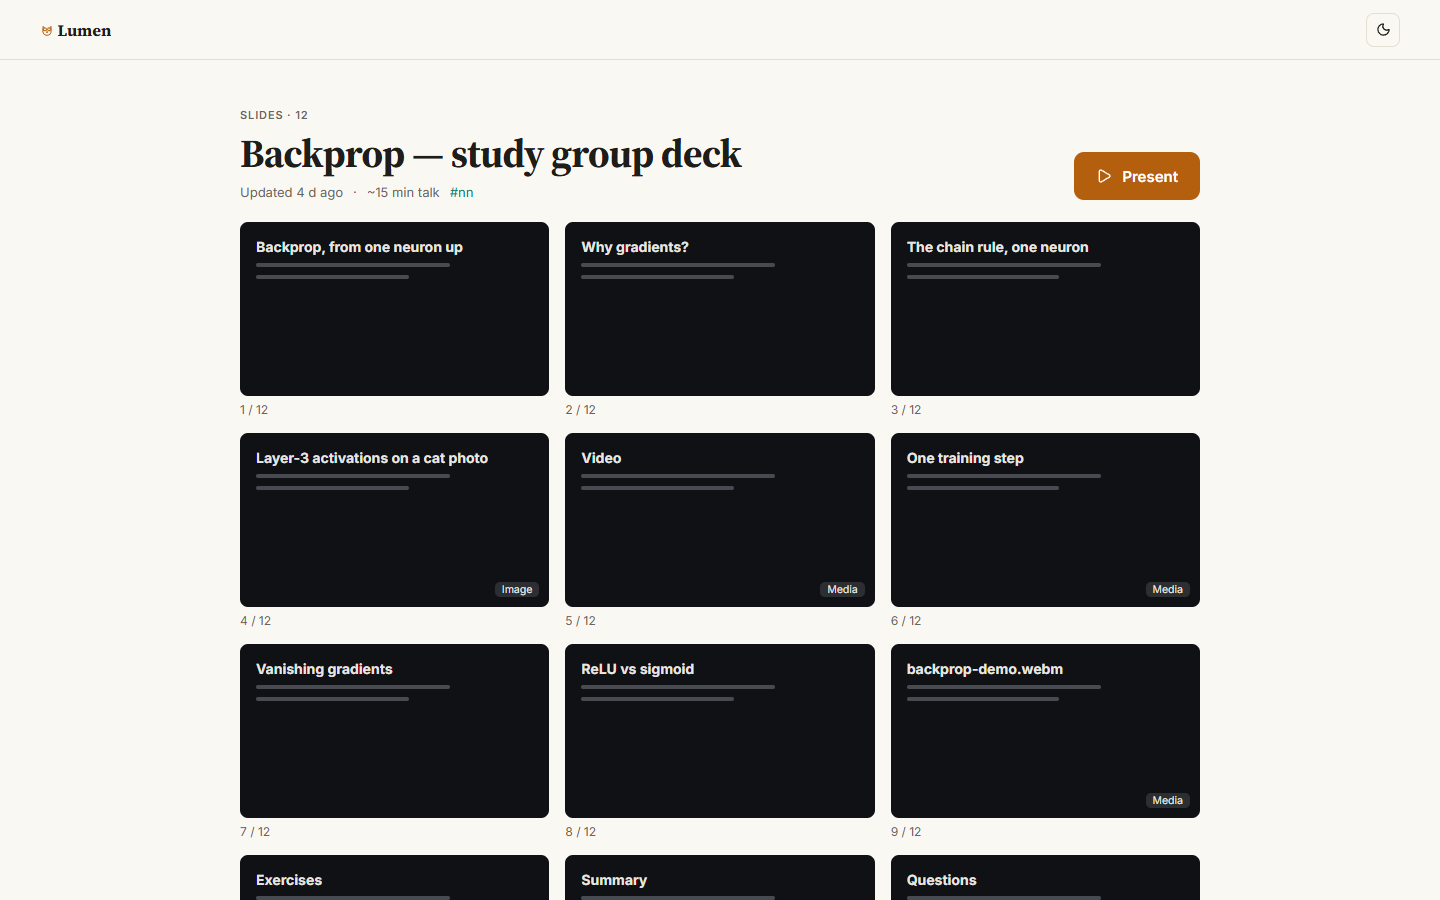 Lumen
SLIDES · 12
Backprop — study group deck
Updated 4 d ago · ~15 min talk #nn
Present
Backprop, from one neuron up
1 / 12
Why gradients?
2 / 12
The chain rule, one neuron
3 / 12
Layer-3 activations on a cat photo
Image
4 / 12
Video
Media
5 / 12
One training step
Media
6 / 12
Vanishing gradients
7 / 12
ReLU vs sigmoid
8 / 12
backprop-demo.webm
Media
9 / 12
Exercises
Summary
Questions